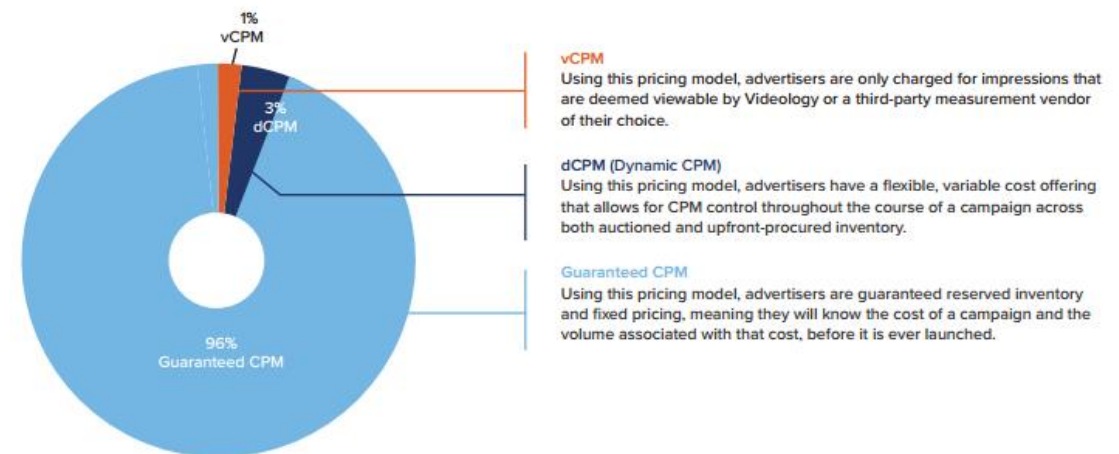 1%
vCPM
3%
dCPM
96%
Guaranteed CPM
vCPM
Using this pricing model, advertisers are only charged for impressions that
are deemed viewable by Videology or a third-party measurement vendor
of their choice.
dCPM (Dynamic CPM)
Using this pricing model, advertisers have a flexible, variable cost offering
that allows for CPM control throughout the course of a campaign across
both auctioned and upfront-procured inventory.
Guaranteed CPM
Using this pricing model, advertisers are guaranteed reserved inventory
and fixed pricing, meaning they will know the cost of a campaign and the
volume associated with that cost, before it is ever launched.